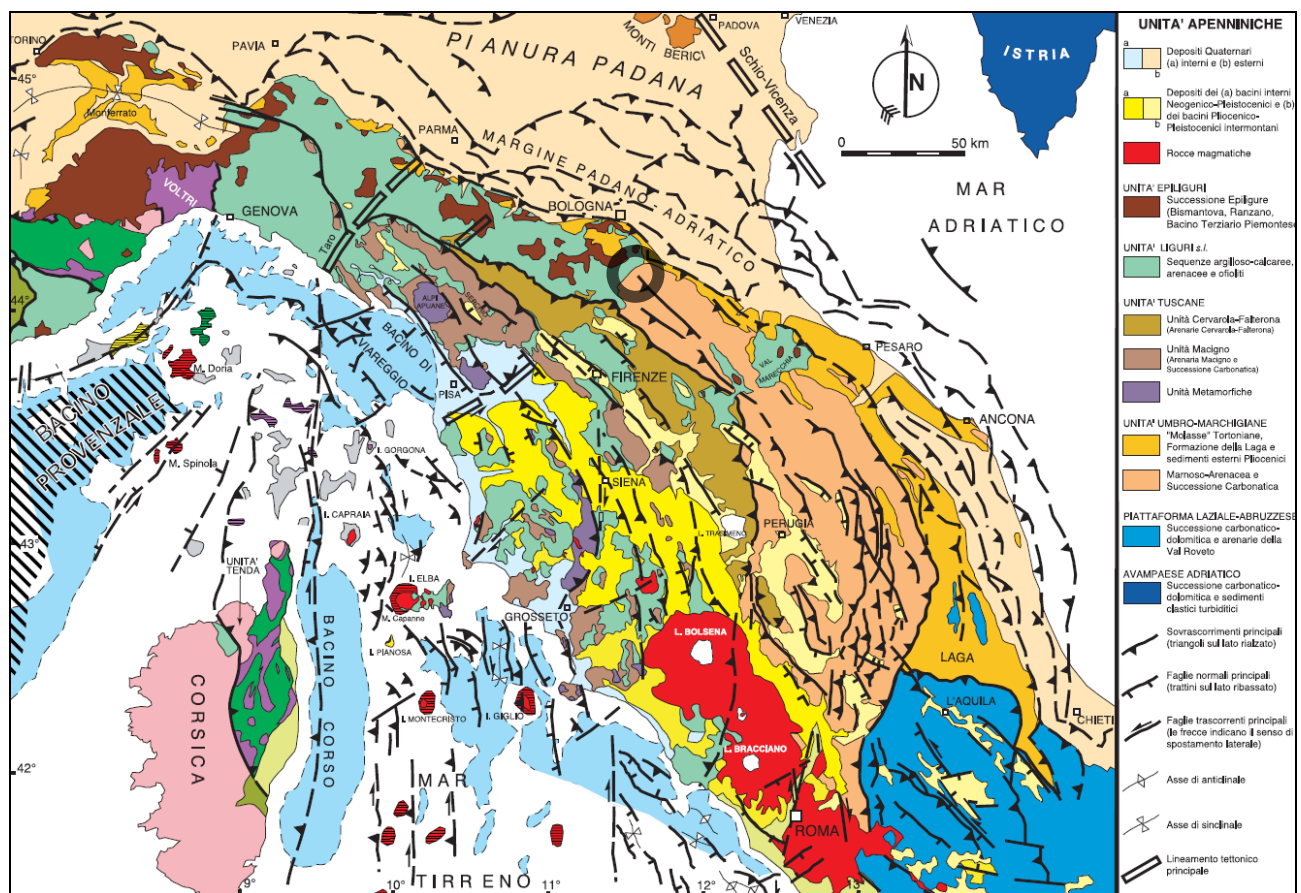 TORINO
PAVIA
PADOVA
VENEZIA
MONTI
BERICI
PIANURA PADANA
Schio-Vicenza
ISTRIA
N
45°
Monferrato
PARMA
0
50 km
MARGINE PADANO-ADRIATICO
VOLTRI
GENOVA
BOLOGNA
MAR
ADRIATICO
Taro
44°
ALPI
APUANE
BACINO DI
VIAREGGIO
PISA
FIRENZE
VAL
MARECCHIA
PESARO
M. Doria
BACINO
PROVENZALE
M. Spinola
I. GORGONA
ANCONA
SIENA
I. CAPRAIA
L. TRASIMENO
PERUGIA
43°
UNITA'
TENDA
I. ELBA
M. Capanne
GROSSETO
I. PIANOSA
L. BOLSENA
LAGA
CORSICA
BACINO CORSO
I. MONTECRISTO
I. GIGLIO
L'AQUILA
CHIETI
L. BRACCIANO
42°
MAR
TIRRENO
ROMA
9°
10°
11°
12°
13°
UNITA' APENNINICHE
a
b
Depositi Quaternari
(a) interni e (b) esterni
a
b
Depositi dei (a) bacini interni
Neogenico-Pleistocenici e (b)
dei bacini Pliocenico-
Pleistocenici intermontani
Rocce magmatiche
UNITA' EPILIGURI
Successione Epiligure
(Bismantova, Ranzano,
Bacino Terziario Piemontese
UNITA' LIGURI s.l.
Sequenze argilloso-calcaree,
arenacee e ofioliti
UNITA' TUSCANE
Unità Cervarola-Falterona
(Arenarie Cervarola-Falterona)
Unità Macigno
(Arenaria Macigno e
Successione Carbonatica)
Unità Metamorfiche
UNITA' UMBRO-MARCHIGIANE
"Molasse" Tortoniane,
Formazione della Laga e
sedimenti esterni Pliocenici
Marnoso-Arenacea e
Successione Carbonatica
PIATTAFORMA LAZIALE-ABRUZZESE
Successione carbonatico-
dolomitica e arenarie della
Val Roveto
AVAMPAESE ADRIATICO
Successione carbonatico-
dolomitica e sedimenti
clastici turbiditici
Sovrascorrimenti principali
(triangoli sul lato rialzato)
Faglie normali principali
(trattini sul lato ribassato)
Faglie trascorrenti principali
(le frecce indicano il senso di
spostamento laterale)
Asse di anticlinale
Asse di sinclinale
Lineamento tettonico
principale